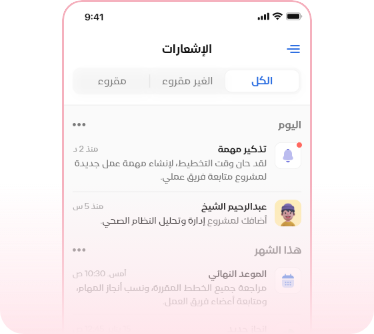 9:41
الإشعارات
الكل
الغير مقروء
مقروء
اليوم
تذكير مهمة
منذ 2 د
لقد حان وقت التخطيط، لإنشاء مهمة عمل جديدة
لمشروع متابعة فريق عملي.
عبدالرحيم الشيخ
منذ 5 س
أضافك لمشروع إدارة وتحليل النظام الصحي.
هذا الشهر
الموعد النهائي
أمس، 10:30 ص
مراجعة جميع الخطط المقررة، ونسب أنجاز المهام،
ومتابعة أعضاء فريق العمل.